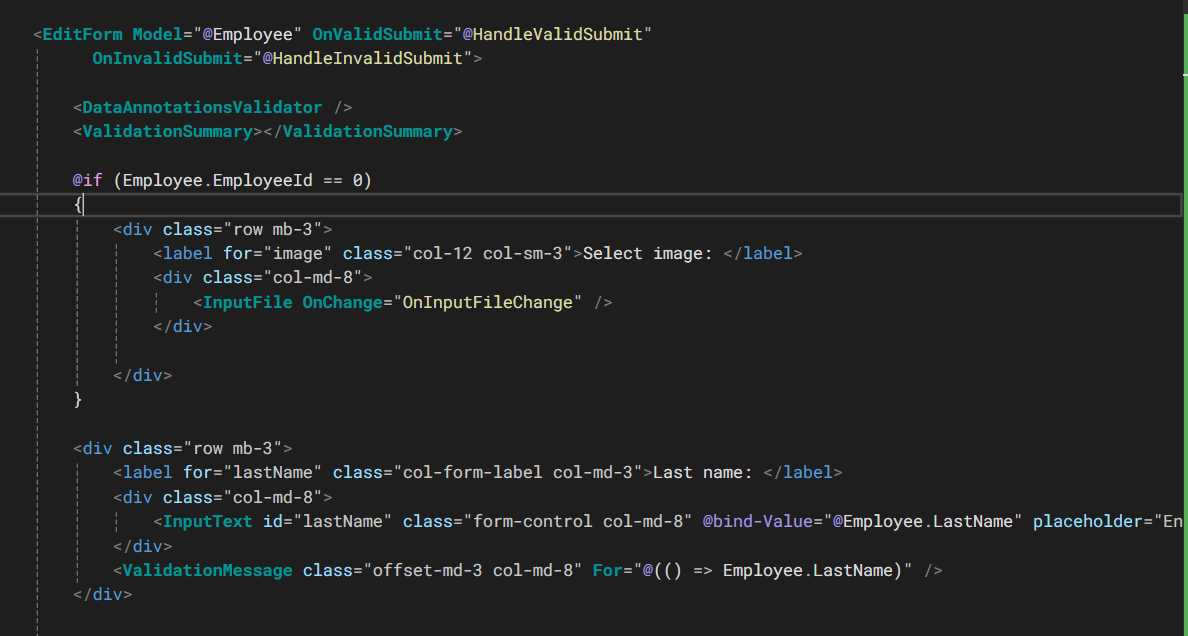 <EditForm Model="@Employee" OnValidSubmit="@HandleValidSubmit"
OnInvalidSubmit="@HandleInvalidSubmit">
<DataAnnotationsValidator />
<ValidationSummary></ValidationSummary>
@if (Employee.EmployeeId == 0)
{
<div class="row mb-3">
<label for="image" class="col-12 col-sm-3">Select image: </label>
<div class="col-md-8">
<InputFile OnChange="OnInputFileChange" />
</div>
</div>
}
<div class="row mb-3">
<label for="lastName" class="col-form-label col-md-3">Last name: </label>
<div class="col-md-8">
<InputText id="lastName" class="form-control col-md-8" @bind-Value="@Employee.LastName" placeholder="En
</div>
<ValidationMessage class="offset-md-3 col-md-8" For="@(() => Employee.LastName)" />
</div>